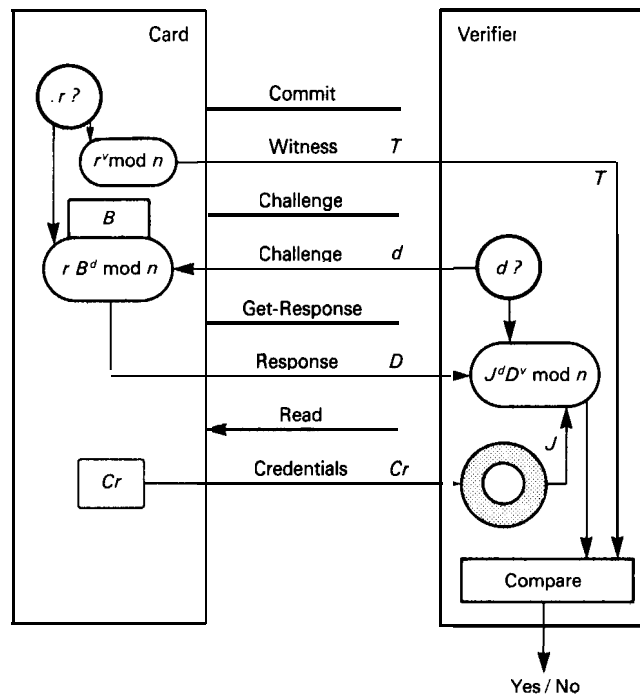 Card
Verifier
. r ?
Commit
Witness T
r^v mod n
T
B
Challenge
r B^d mod n
Challenge d
d ?
Get-Response
Response D
J^d D^v mod n
Read
J
Cr
Credentials Cr
Compare
Yes / No